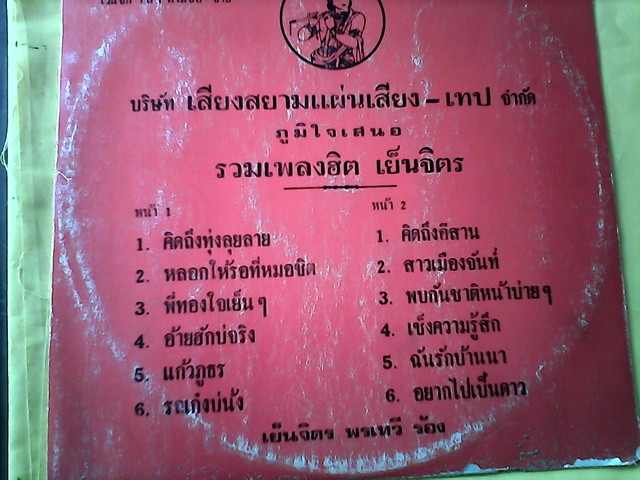 บริษัท เสียงสยามแผ่นเสียง - เทป จำกัด
ภูมิใจเสนอ
รวมเพลงฮิต เย็นจิตร
หน้า 1
1. คิดถึงทุ่งลุยลาย
2. หลอกให้รอที่หมอชิต
3. พี่ทองใจเย็นๆ
4. อ้ายฮักบ่จริง
5. แก้วภูธร
6. รถเก๋งบ่นั่ง
หน้า 2
1. คิดถึงอีสาน
2. สาวเมืองจันท์
3. พบกันชาติหน้าบ่ายๆ
4. เซ็งความรู้สึก
5. ฉันรักบ้านนา
6. อยากไปเป็นดาว
เย็นจิตร พรเทวี ร้อง